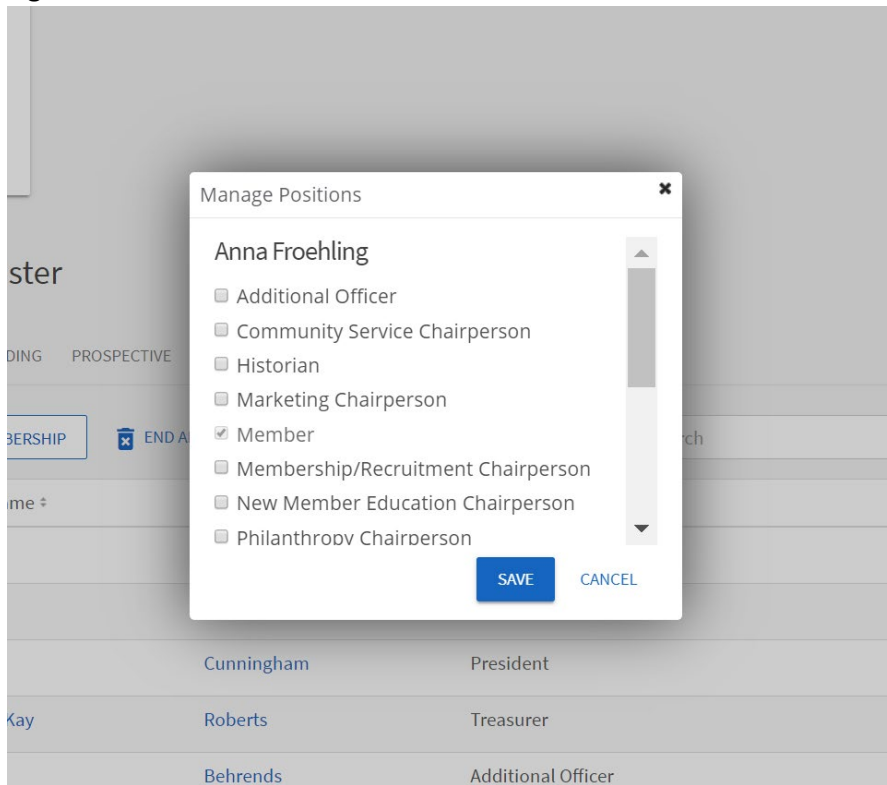 Manage Positions
Anna Froehling
ster
Additional Officer
Community Service Chairperson
DING PROSPECTIVE
Historian
Marketing Chairperson
BERSHIP END A
Member
rch
Membership/Recruitment Chairperson
me
New Member Education Chairperson
Philanthropy Chairperson
SAVE CANCEL
Cunningham President
Kay Roberts Treasurer
Behrends Additional Officer